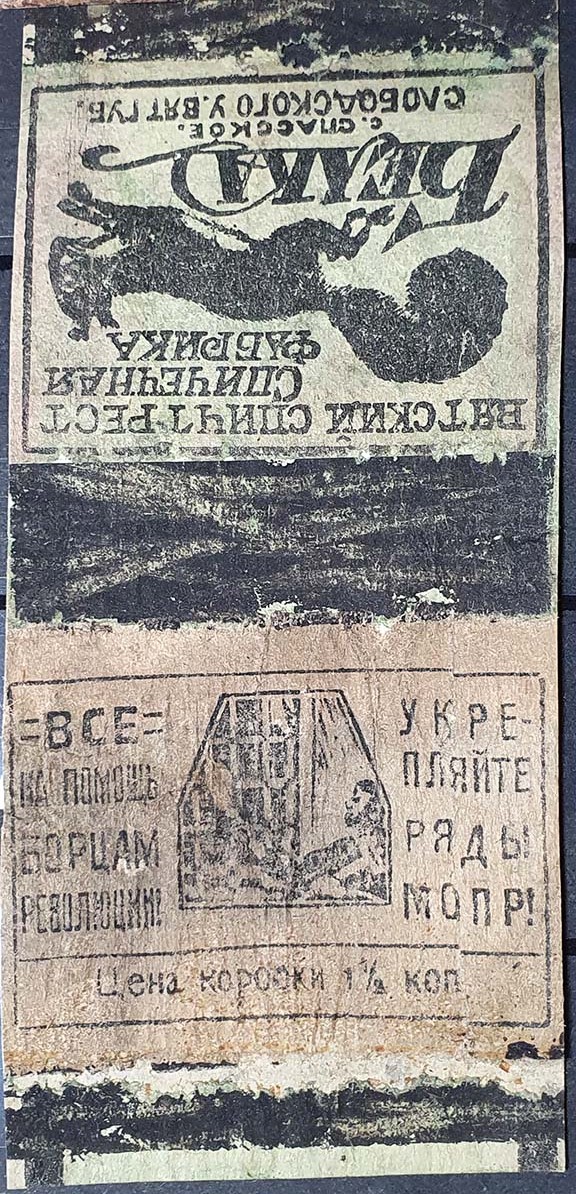 ВЯТСКИЙ СПИЧТРЕСТ
СПИЧЕЧНАЯ
ФАБРИКА
БЕЛКА
С. СПАССКОЕ,
СЛОБОДСКОГО У. ВЯТ ГУБ.
=ВСЕ=
НА ПОМОЩЬ
БОРЦАМ
РЕВОЛЮЦИИ!
УКРЕ-
ПЛЯЙТЕ
РЯДЫ
МОПР!
Цена коробки 1½ коп